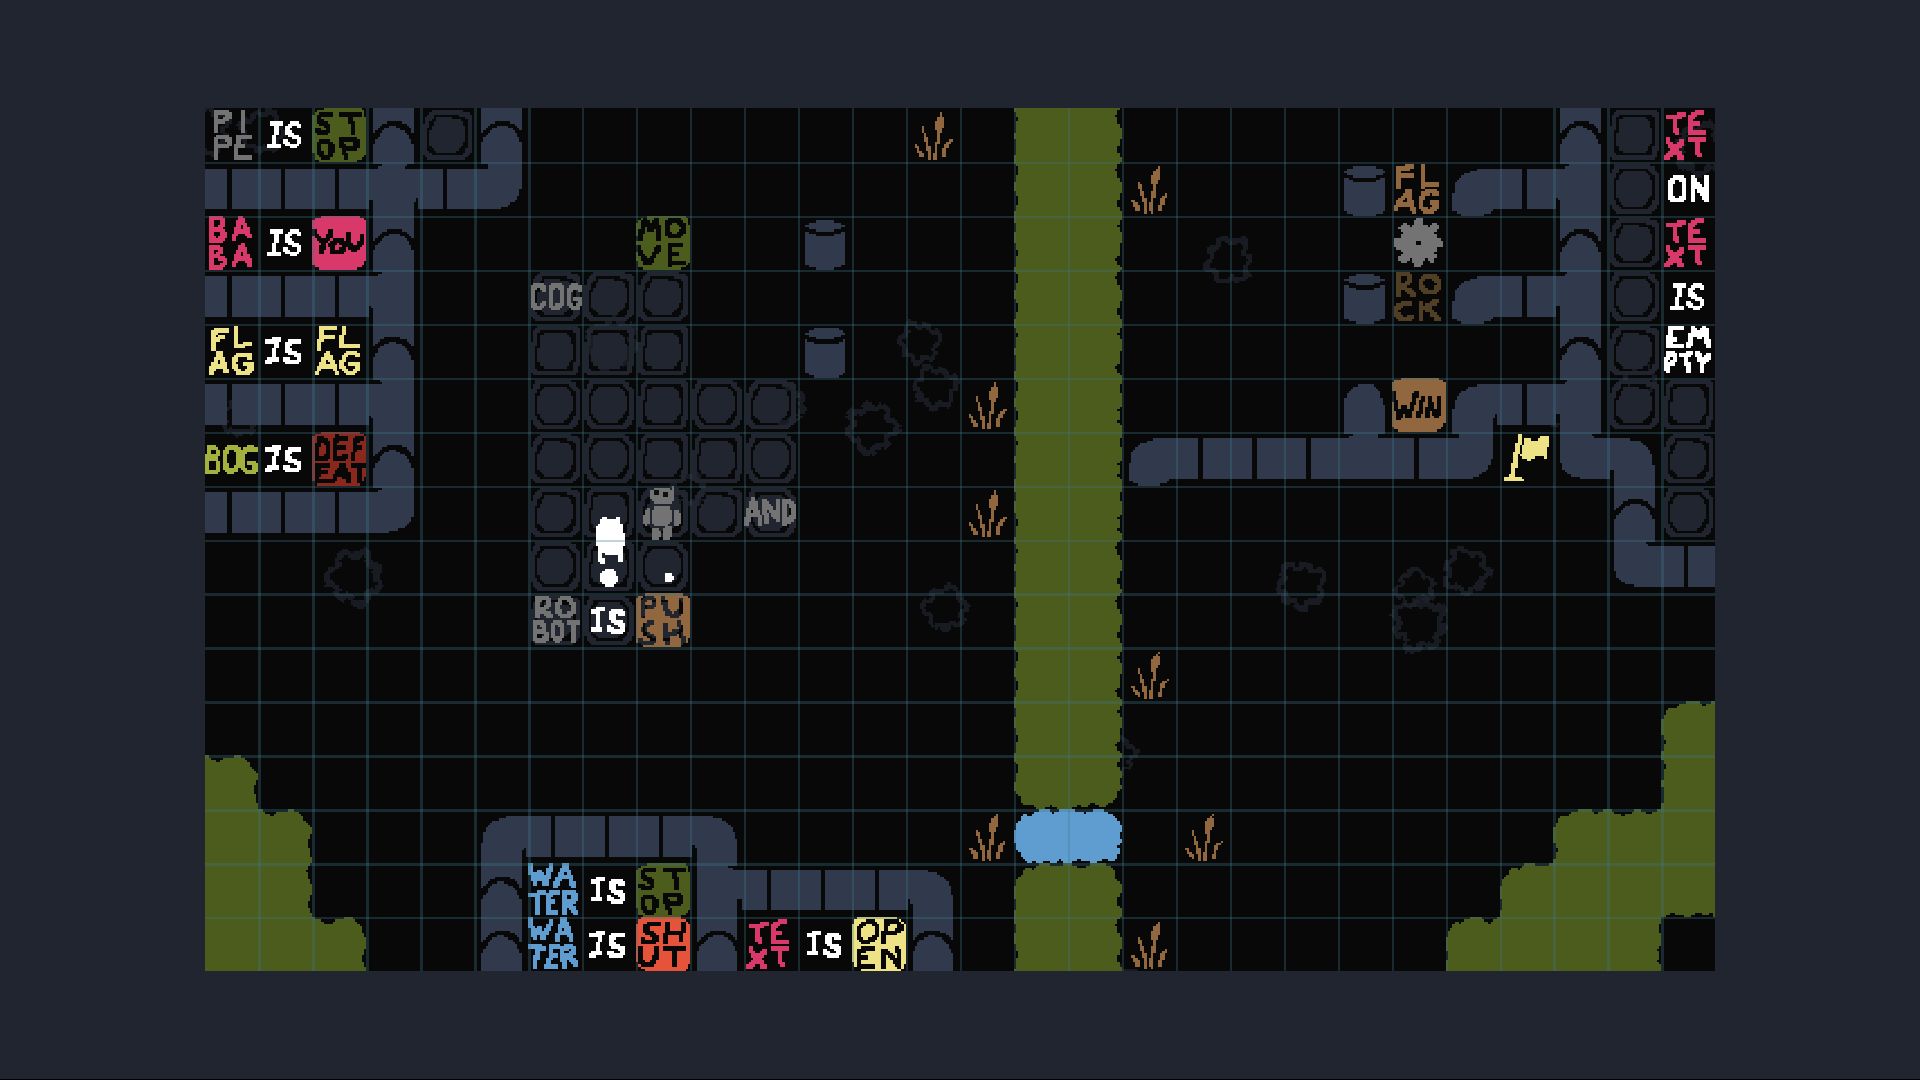 PIPE IS STOP TEXT
FLAG ON
BABA IS YOU MOVE TEXT
COG ROCK IS
FLAG IS FLAG EMPTY
WIN
BOG IS DEFEAT
AND
ROBOT IS PUSH
WATER IS STOP
WATER IS SHUT TEXT IS OPEN